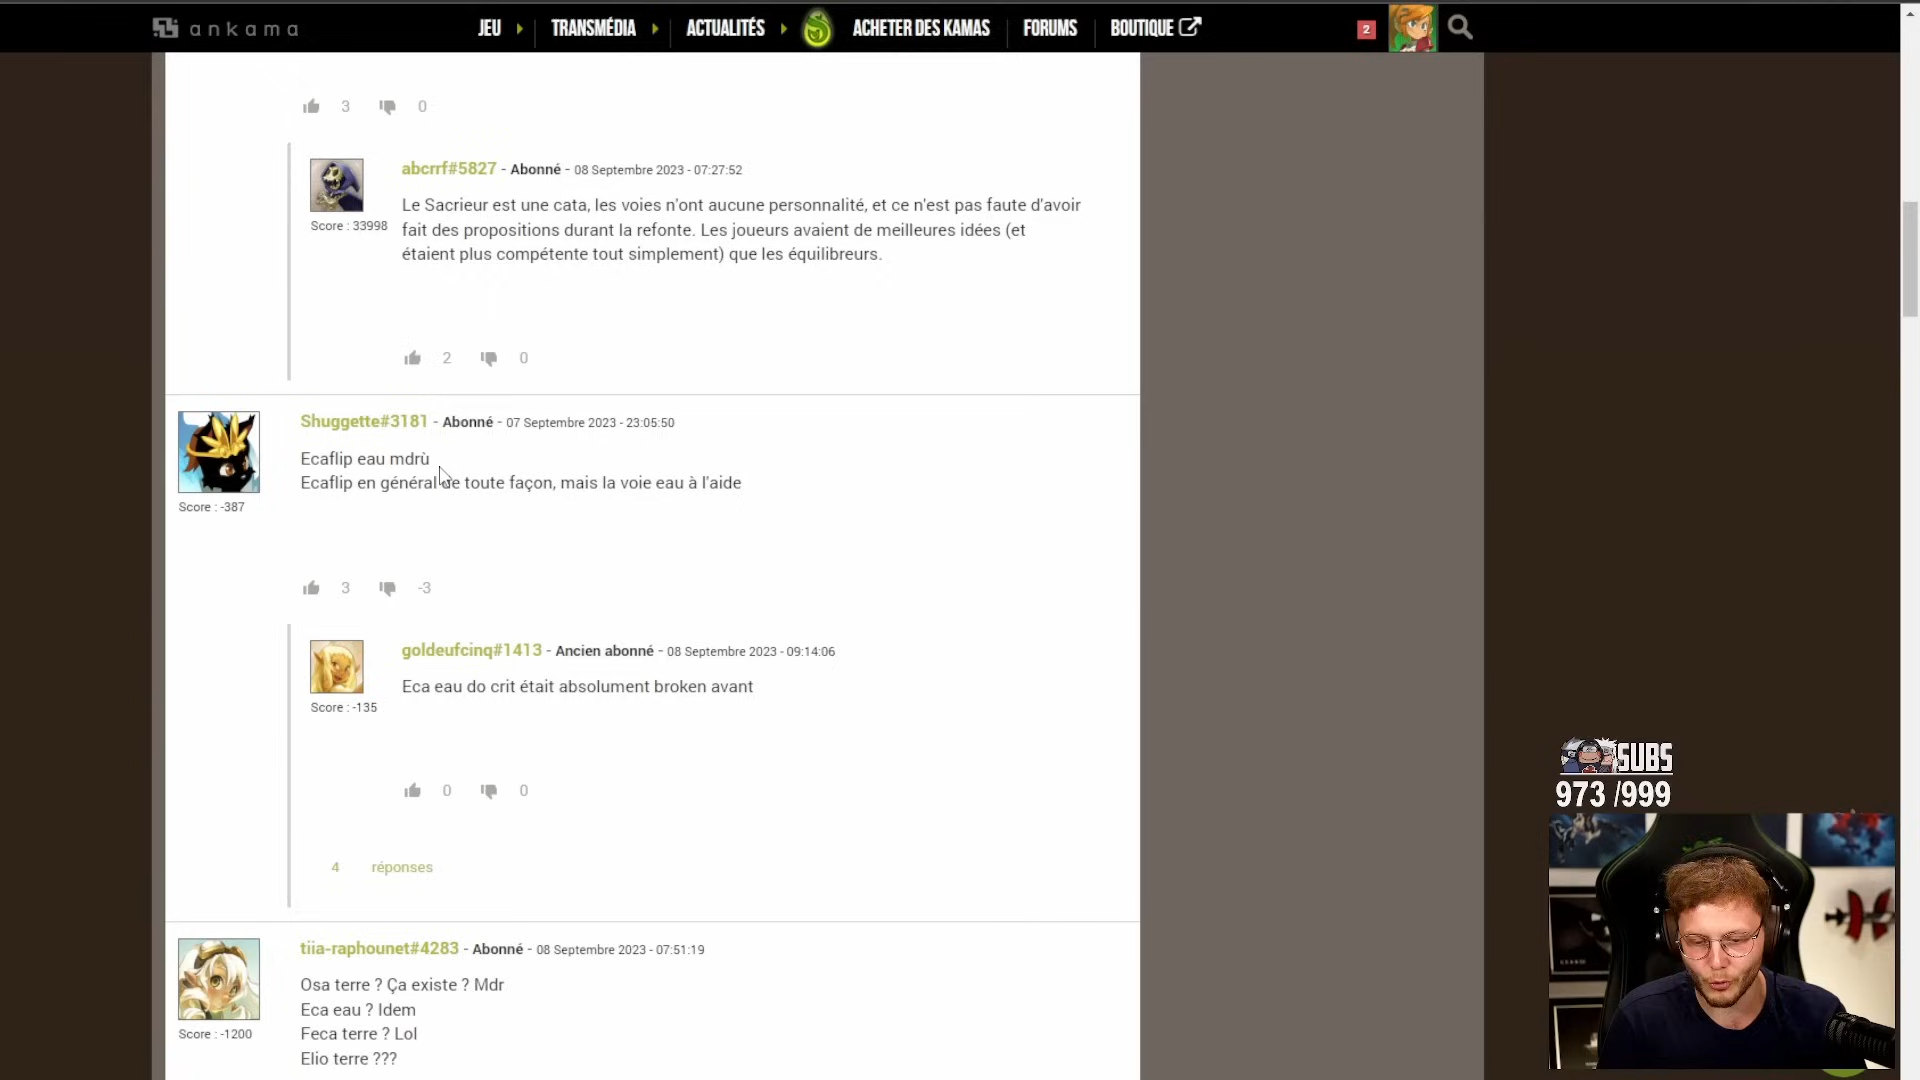 ankama
JEU
TRANSMÉDIA
ACTUALITÉS
ACHETER DES KAMAS
FORUMS
BOUTIQUE
2
3 0
abcrrf#5827 - Abonné - 08 Septembre 2023 - 07:27:52
Score : 33998
Le Sacrieur est une cata, les voies n'ont aucune personnalité, et ce n'est pas faute d'avoir
fait des propositions durant la refonte. Les joueurs avaient de meilleures idées (et
étaient plus compétente tout simplement) que les équilibreurs.
2 0
Shuggette#3181 - Abonné - 07 Septembre 2023 - 23:05:50
Score : -387
Ecaflip eau mdrù
Ecaflip en général de toute façon, mais la voie eau à l'aide
3 -3
goldeufcinq#1413 - Ancien abonné - 08 Septembre 2023 - 09:14:06
Score : -135
Eca eau do crit était absolument broken avant
0 0
4 réponses
tiia-raphounet#4283 - Abonné - 08 Septembre 2023 - 07:51:19
Score : -1200
Osa terre ? Ça existe ? Mdr
Eca eau ? Idem
Feca terre ? Lol
Elio terre ???
SUBS
973 /999